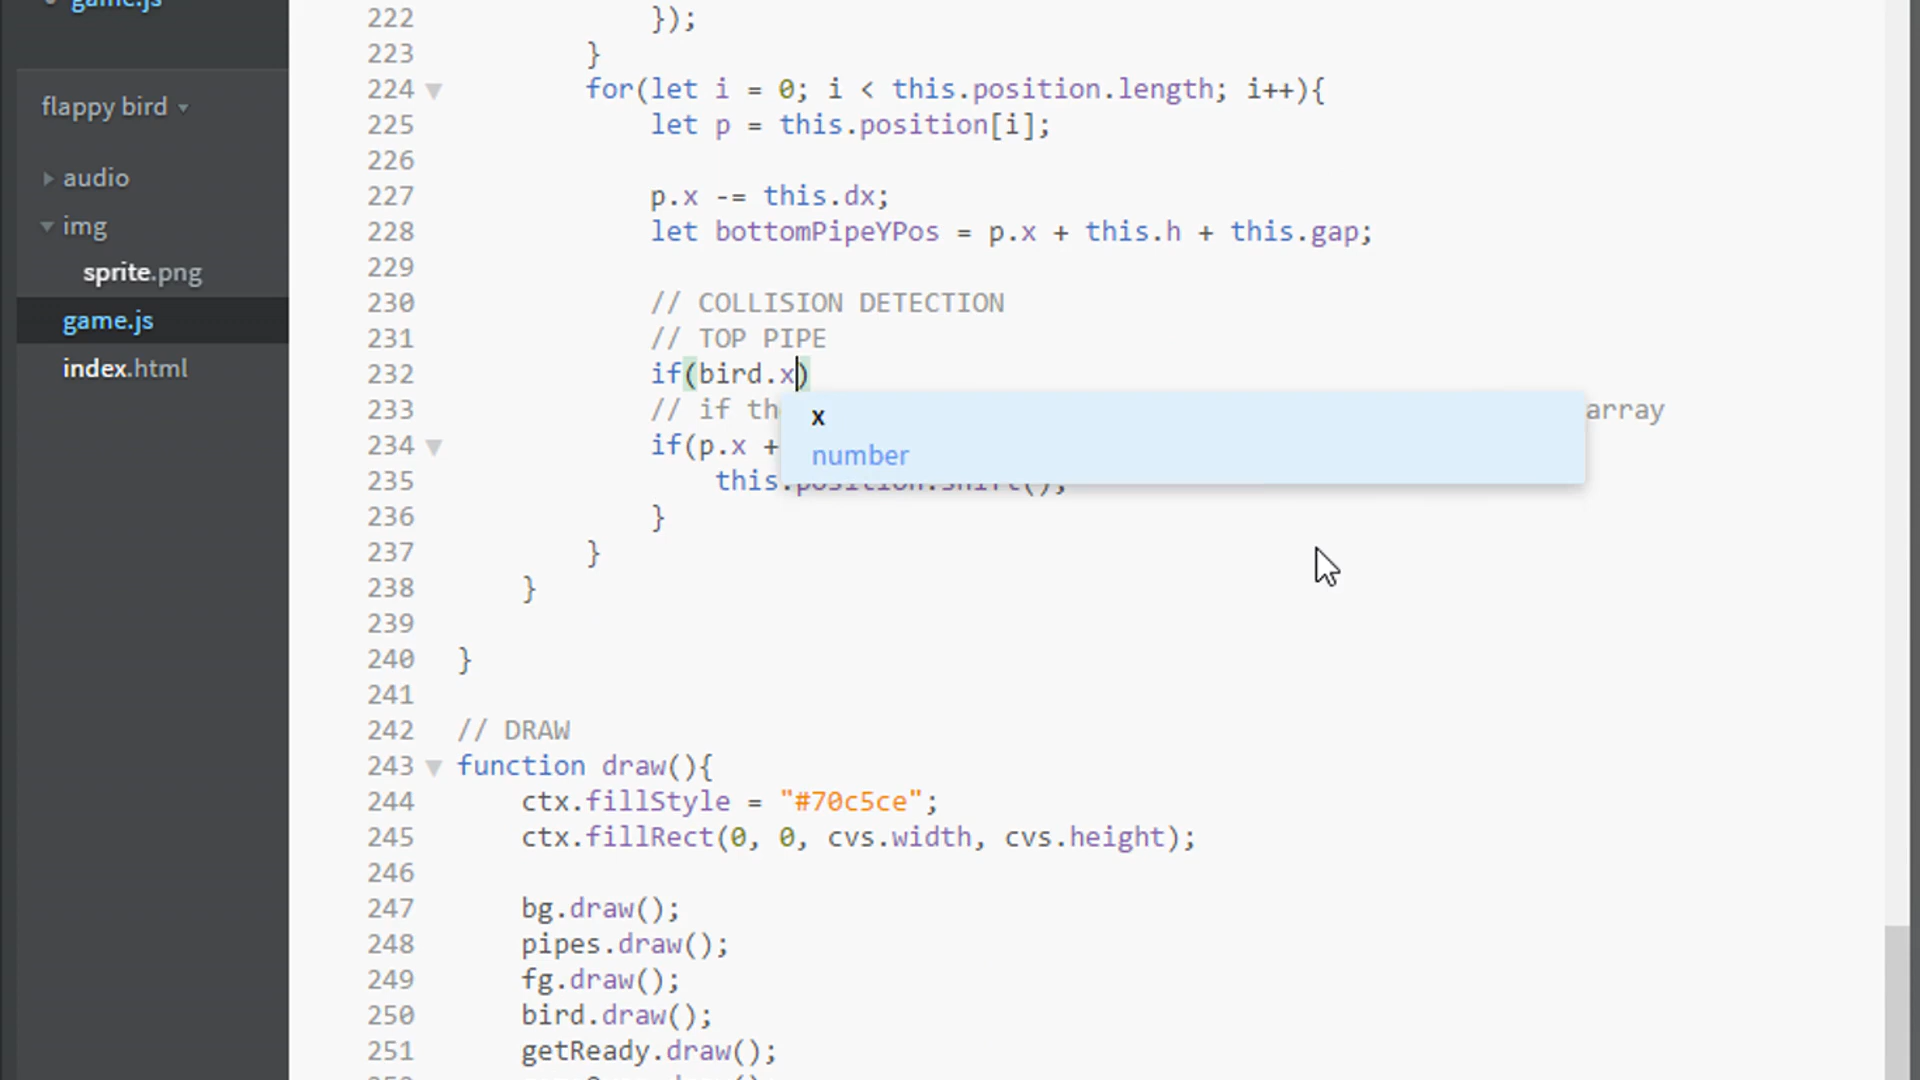 game.js
flappy bird
audio
img
sprite.png
game.js
index.html
222 });
223 }
224 for(let i = 0; i < this.position.length; i++){
225 let p = this.position[i];
226
227 p.x -= this.dx;
228 let bottomPipeYPos = p.x + this.h + this.gap;
229
230 // COLLISION DETECTION
231 // TOP PIPE
232 if(bird.x)
233 // if th array
x
234 if(p.x +
number
235 this.position.shift();
236 }
237 }
238 }
239
240 }
241
242 // DRAW
243 function draw(){
244 ctx.fillStyle = "#70c5ce";
245 ctx.fillRect(0, 0, cvs.width, cvs.height);
246
247 bg.draw();
248 pipes.draw();
249 fg.draw();
250 bird.draw();
251 getReady.draw();